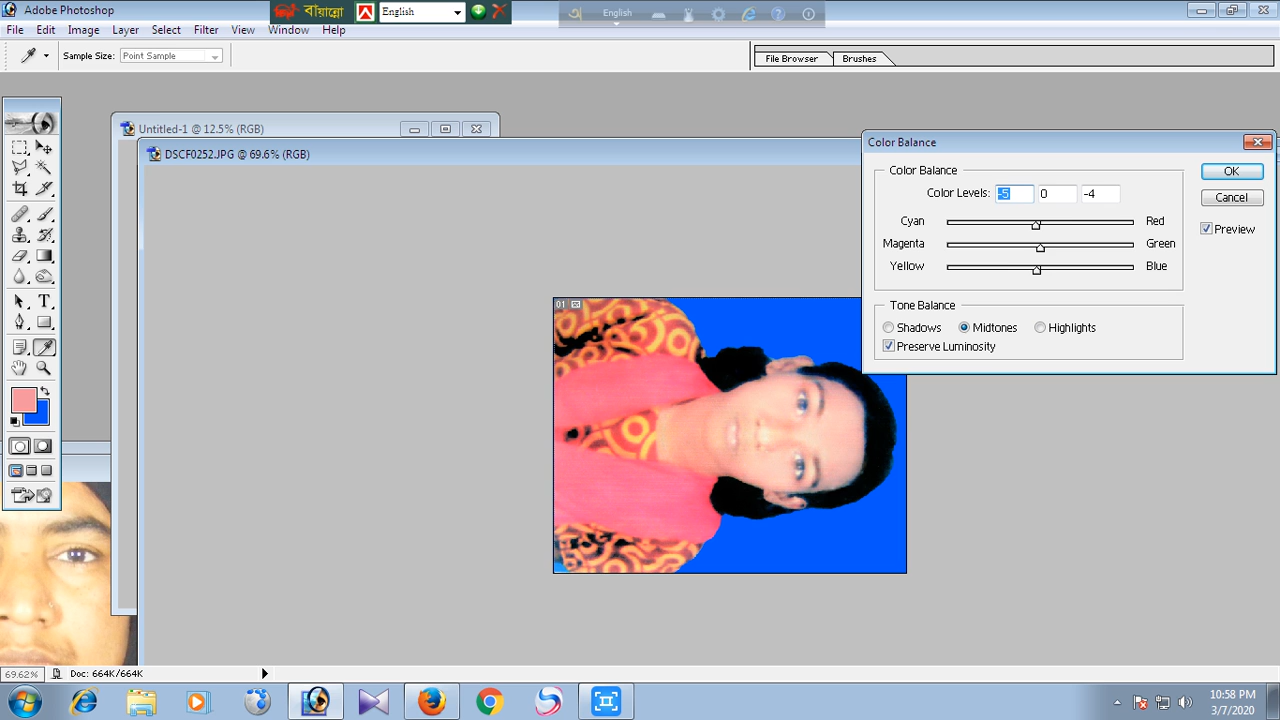 Adobe Photoshop
বায়ান্নো English
English
File Edit Image Layer Select Filter View Window Help
Sample Size: Point Sample
File Browser Brushes
Untitled-1 @ 12.5% (RGB)
DSCF0252.JPG @ 69.6% (RGB)
Color Balance
Color Balance
Color Levels: -5 0 -4
Cyan Red
Magenta Green
Yellow Blue
OK
Cancel
Preview
Tone Balance
Shadows Midtones Highlights
Preserve Luminosity
01
T
69.62% Doc: 664K/664K
10:58 PM
3/7/2020